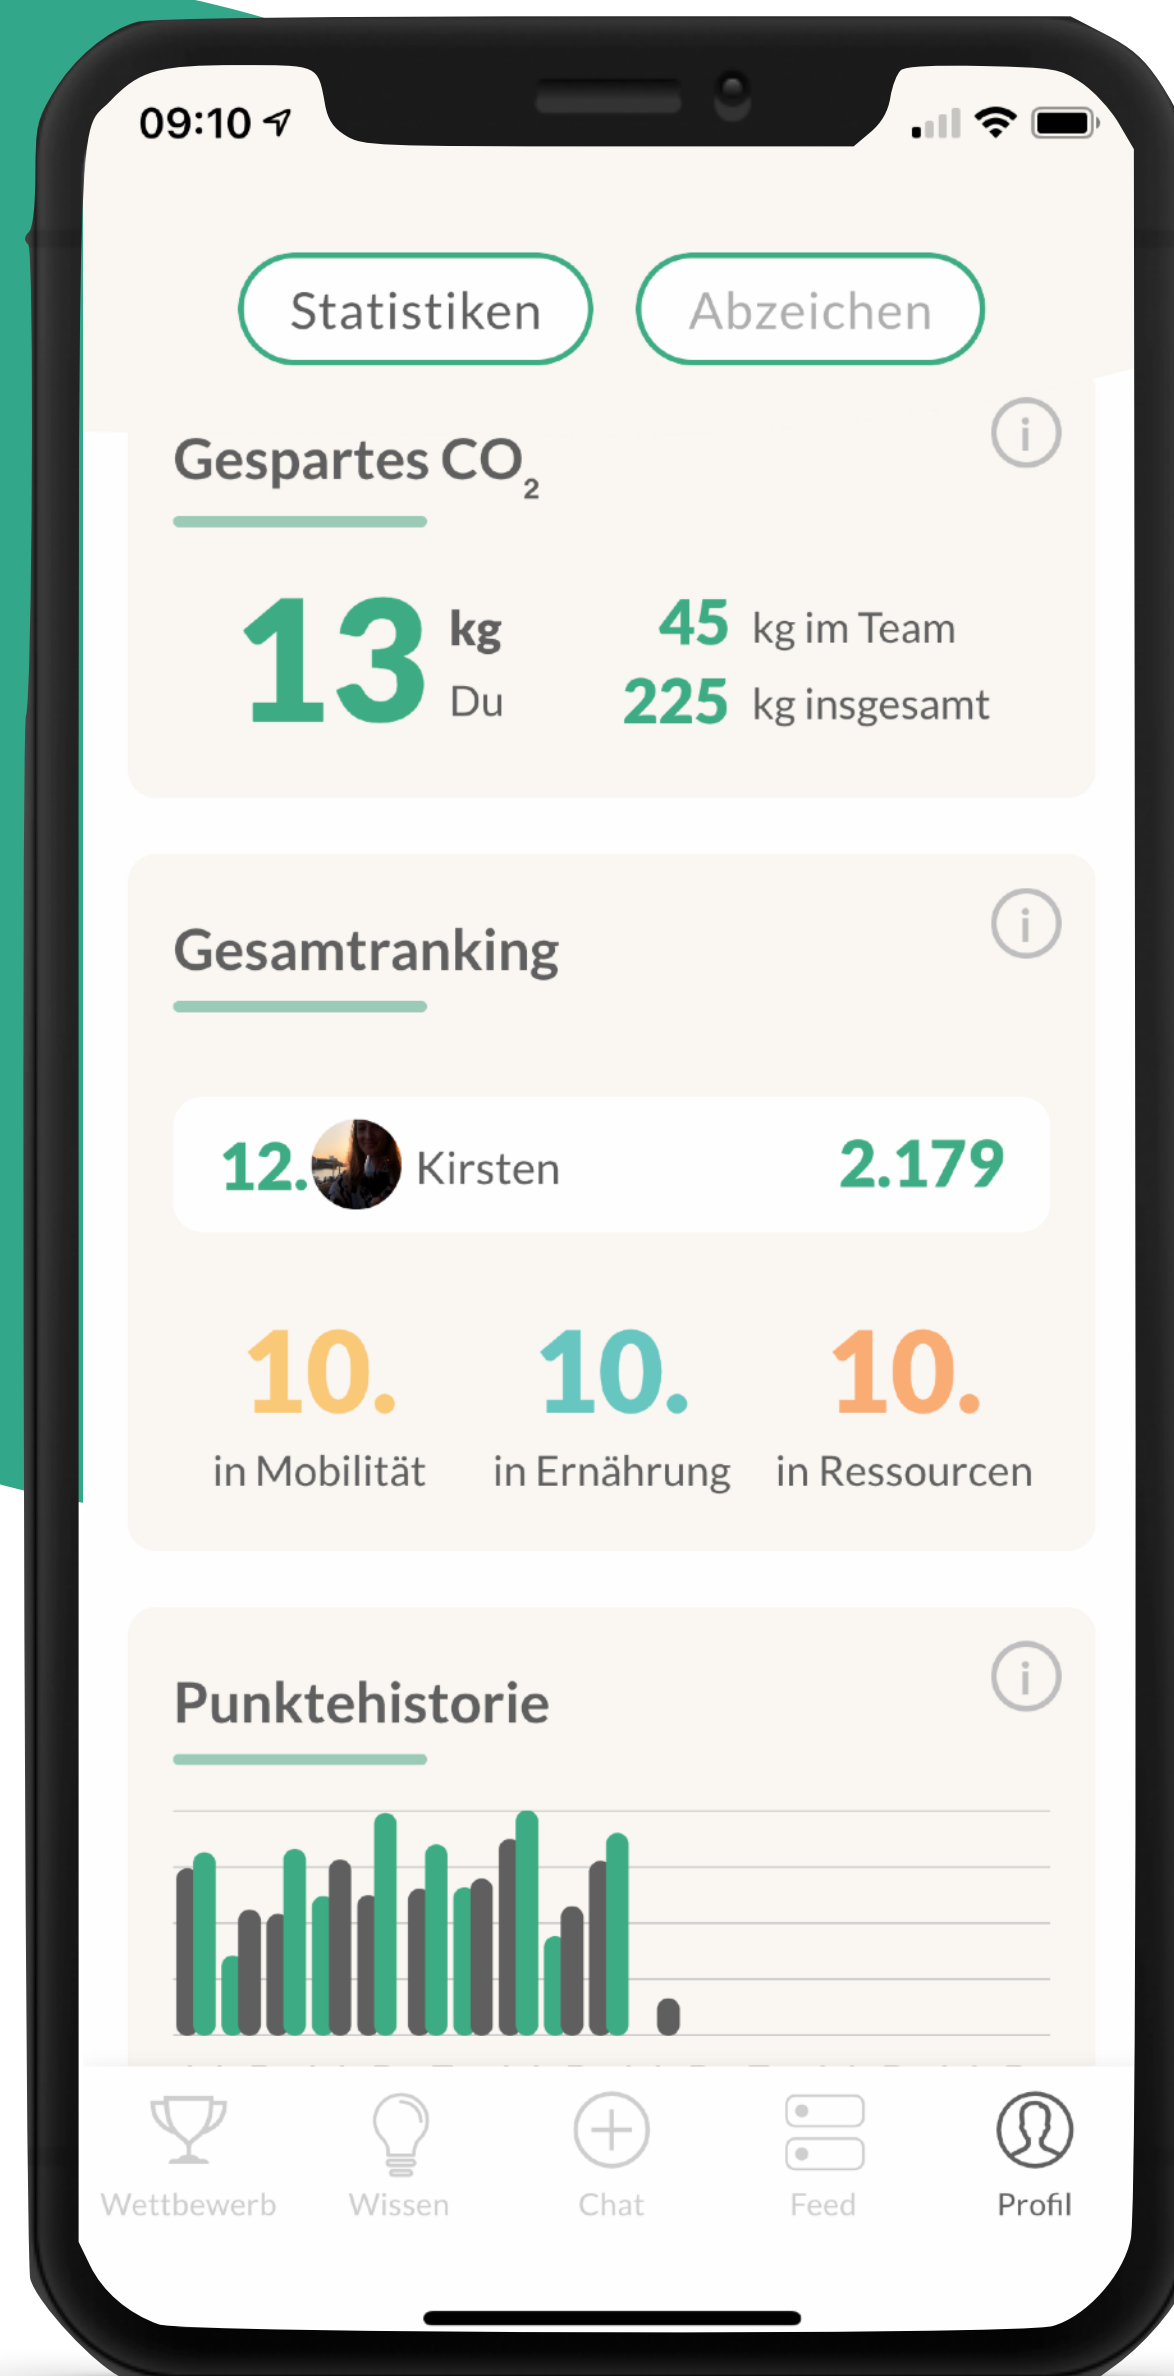 09:10
Statistiken
Abzeichen
Gespartes CO₂
i
13 kg
Du
45 kg im Team
225 kg insgesamt
Gesamtranking
i
12. Kirsten 2.179
10. 10. 10.
in Mobilität in Ernährung in Ressourcen
Punktehistorie
i
Wettbewerb Wissen Chat Feed Profil